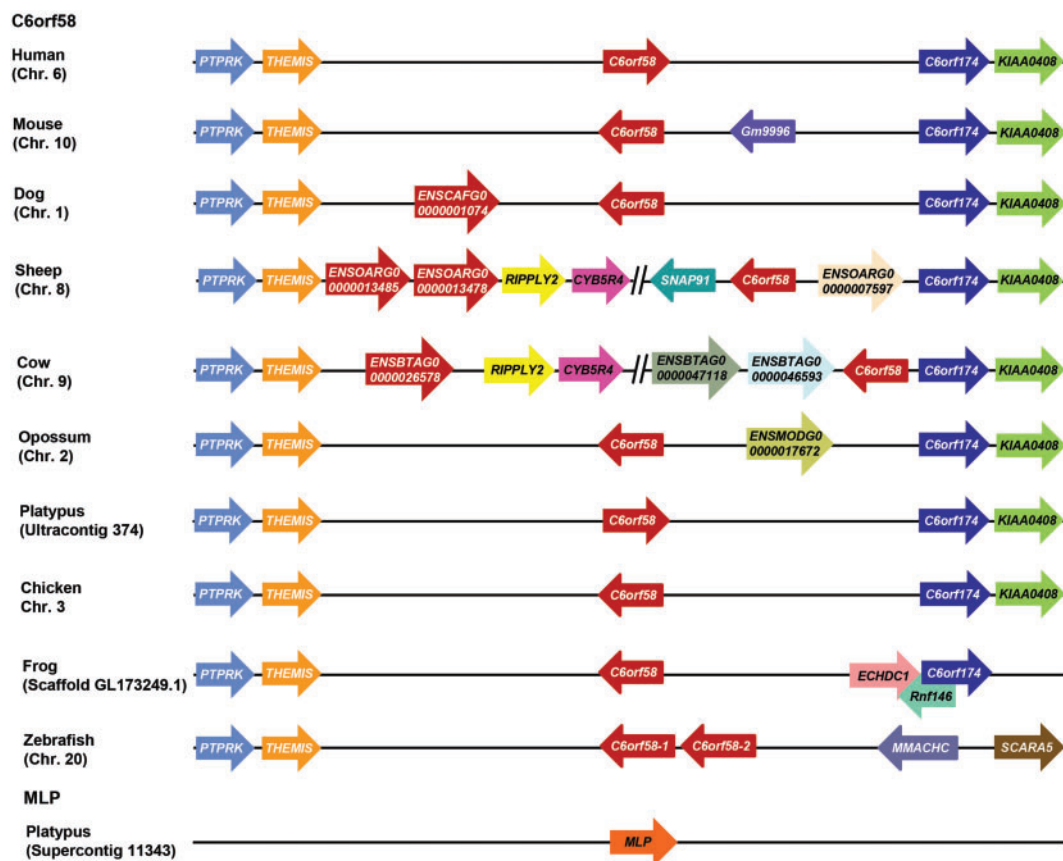 C6orf58
Human
(Chr. 6)
PTPRK THEMIS C6orf58 C6orf174 KIAA0408
Mouse
(Chr. 10)
PTPRK THEMIS C6orf58 Gm9996 C6orf174 KIAA0408
Dog
(Chr. 1)
PTPRK THEMIS ENSCAFG0 C6orf58 C6orf174 KIAA0408
0000001074
Sheep
(Chr. 8)
PTPRK THEMIS ENSOARG0 ENSOARG0 RIPPLY2 CYB5R4 // SNAP91 C6orf58 ENSOARG0 C6orf174 KIAA0408
0000013485 0000013478 0000007597
Cow
(Chr. 9)
PTPRK THEMIS ENSBTAG0 RIPPLY2 CYB5R4 // ENSBTAG0 ENSBTAG0 C6orf58 C6orf174 KIAA0408
0000026578 0000047118 0000046593
Opossum
(Chr. 2)
PTPRK THEMIS C6orf58 ENSMODG0 C6orf174 KIAA0408
0000017672
Platypus
(Ultracontig 374)
PTPRK THEMIS C6orf58 C6orf174 KIAA0408
Chicken
Chr. 3
PTPRK THEMIS C6orf58 C6orf174 KIAA0408
Frog
(Scaffold GL173249.1)
PTPRK THEMIS C6orf58 ECHDC1 C6orf174
Rnf146
Zebrafish
(Chr. 20)
PTPRK THEMIS C6orf58-1 C6orf58-2 MMACHC SCARA5
MLP
Platypus
(Supercontig 11343)
MLP